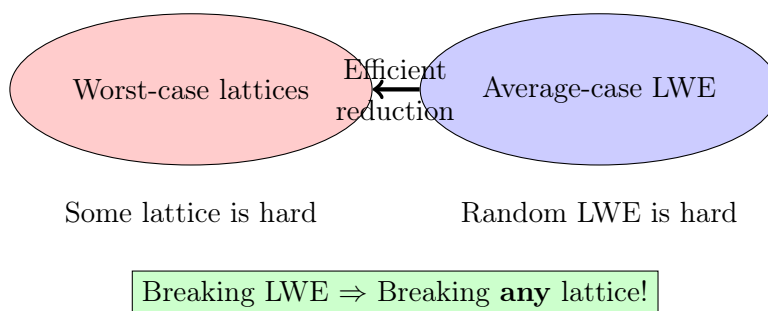 Worst-case lattices
Efficient
reduction
Average-case LWE
Some lattice is hard
Random LWE is hard
Breaking LWE ⇒ Breaking any lattice!